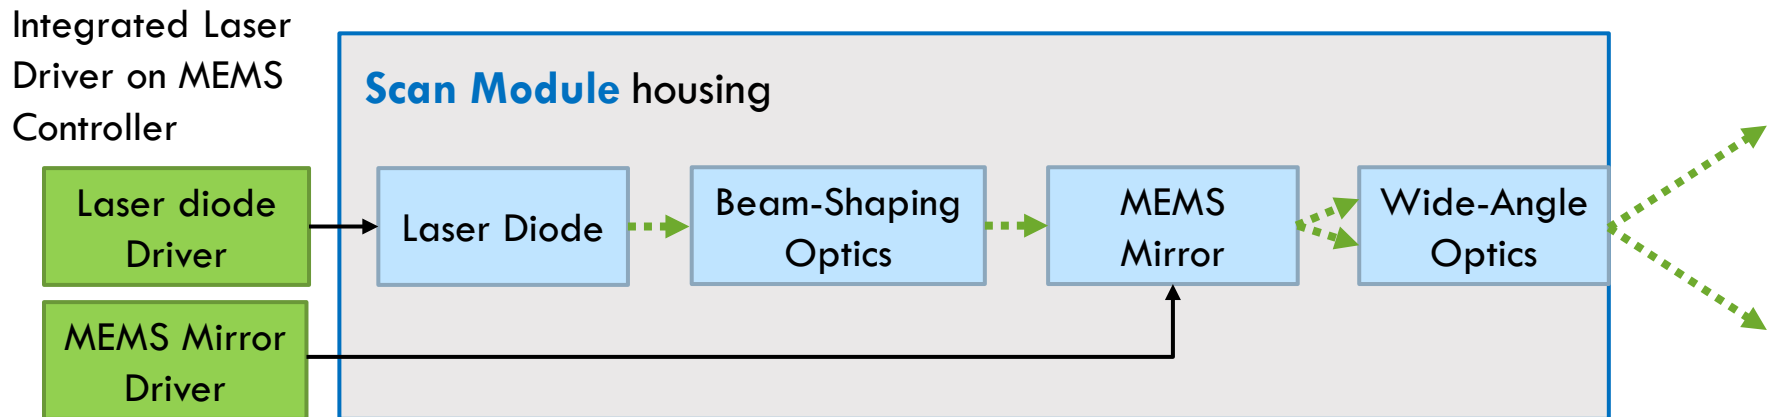 Integrated Laser
Driver on MEMS
Controller
Scan Module housing
Laser diode
Driver
Laser Diode
Beam-Shaping
Optics
MEMS
Mirror
Wide-Angle
Optics
MEMS Mirror
Driver